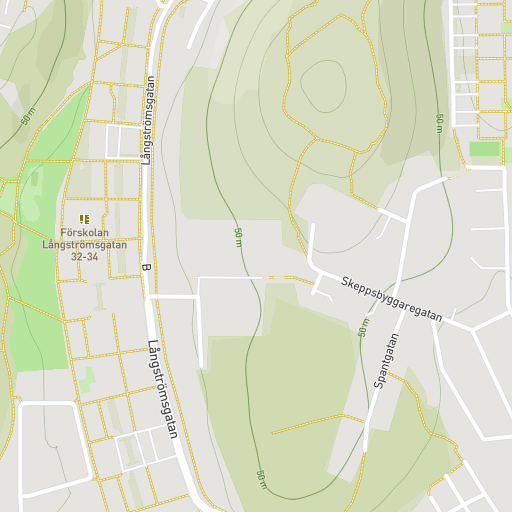 Långströmsgatan
50 m
50 m
Förskolan
Långströmsgatan
32-34
50 m
B
Skeppsbyggaregatan
50 m
Spantgatan
Långströmsgatan
50 m